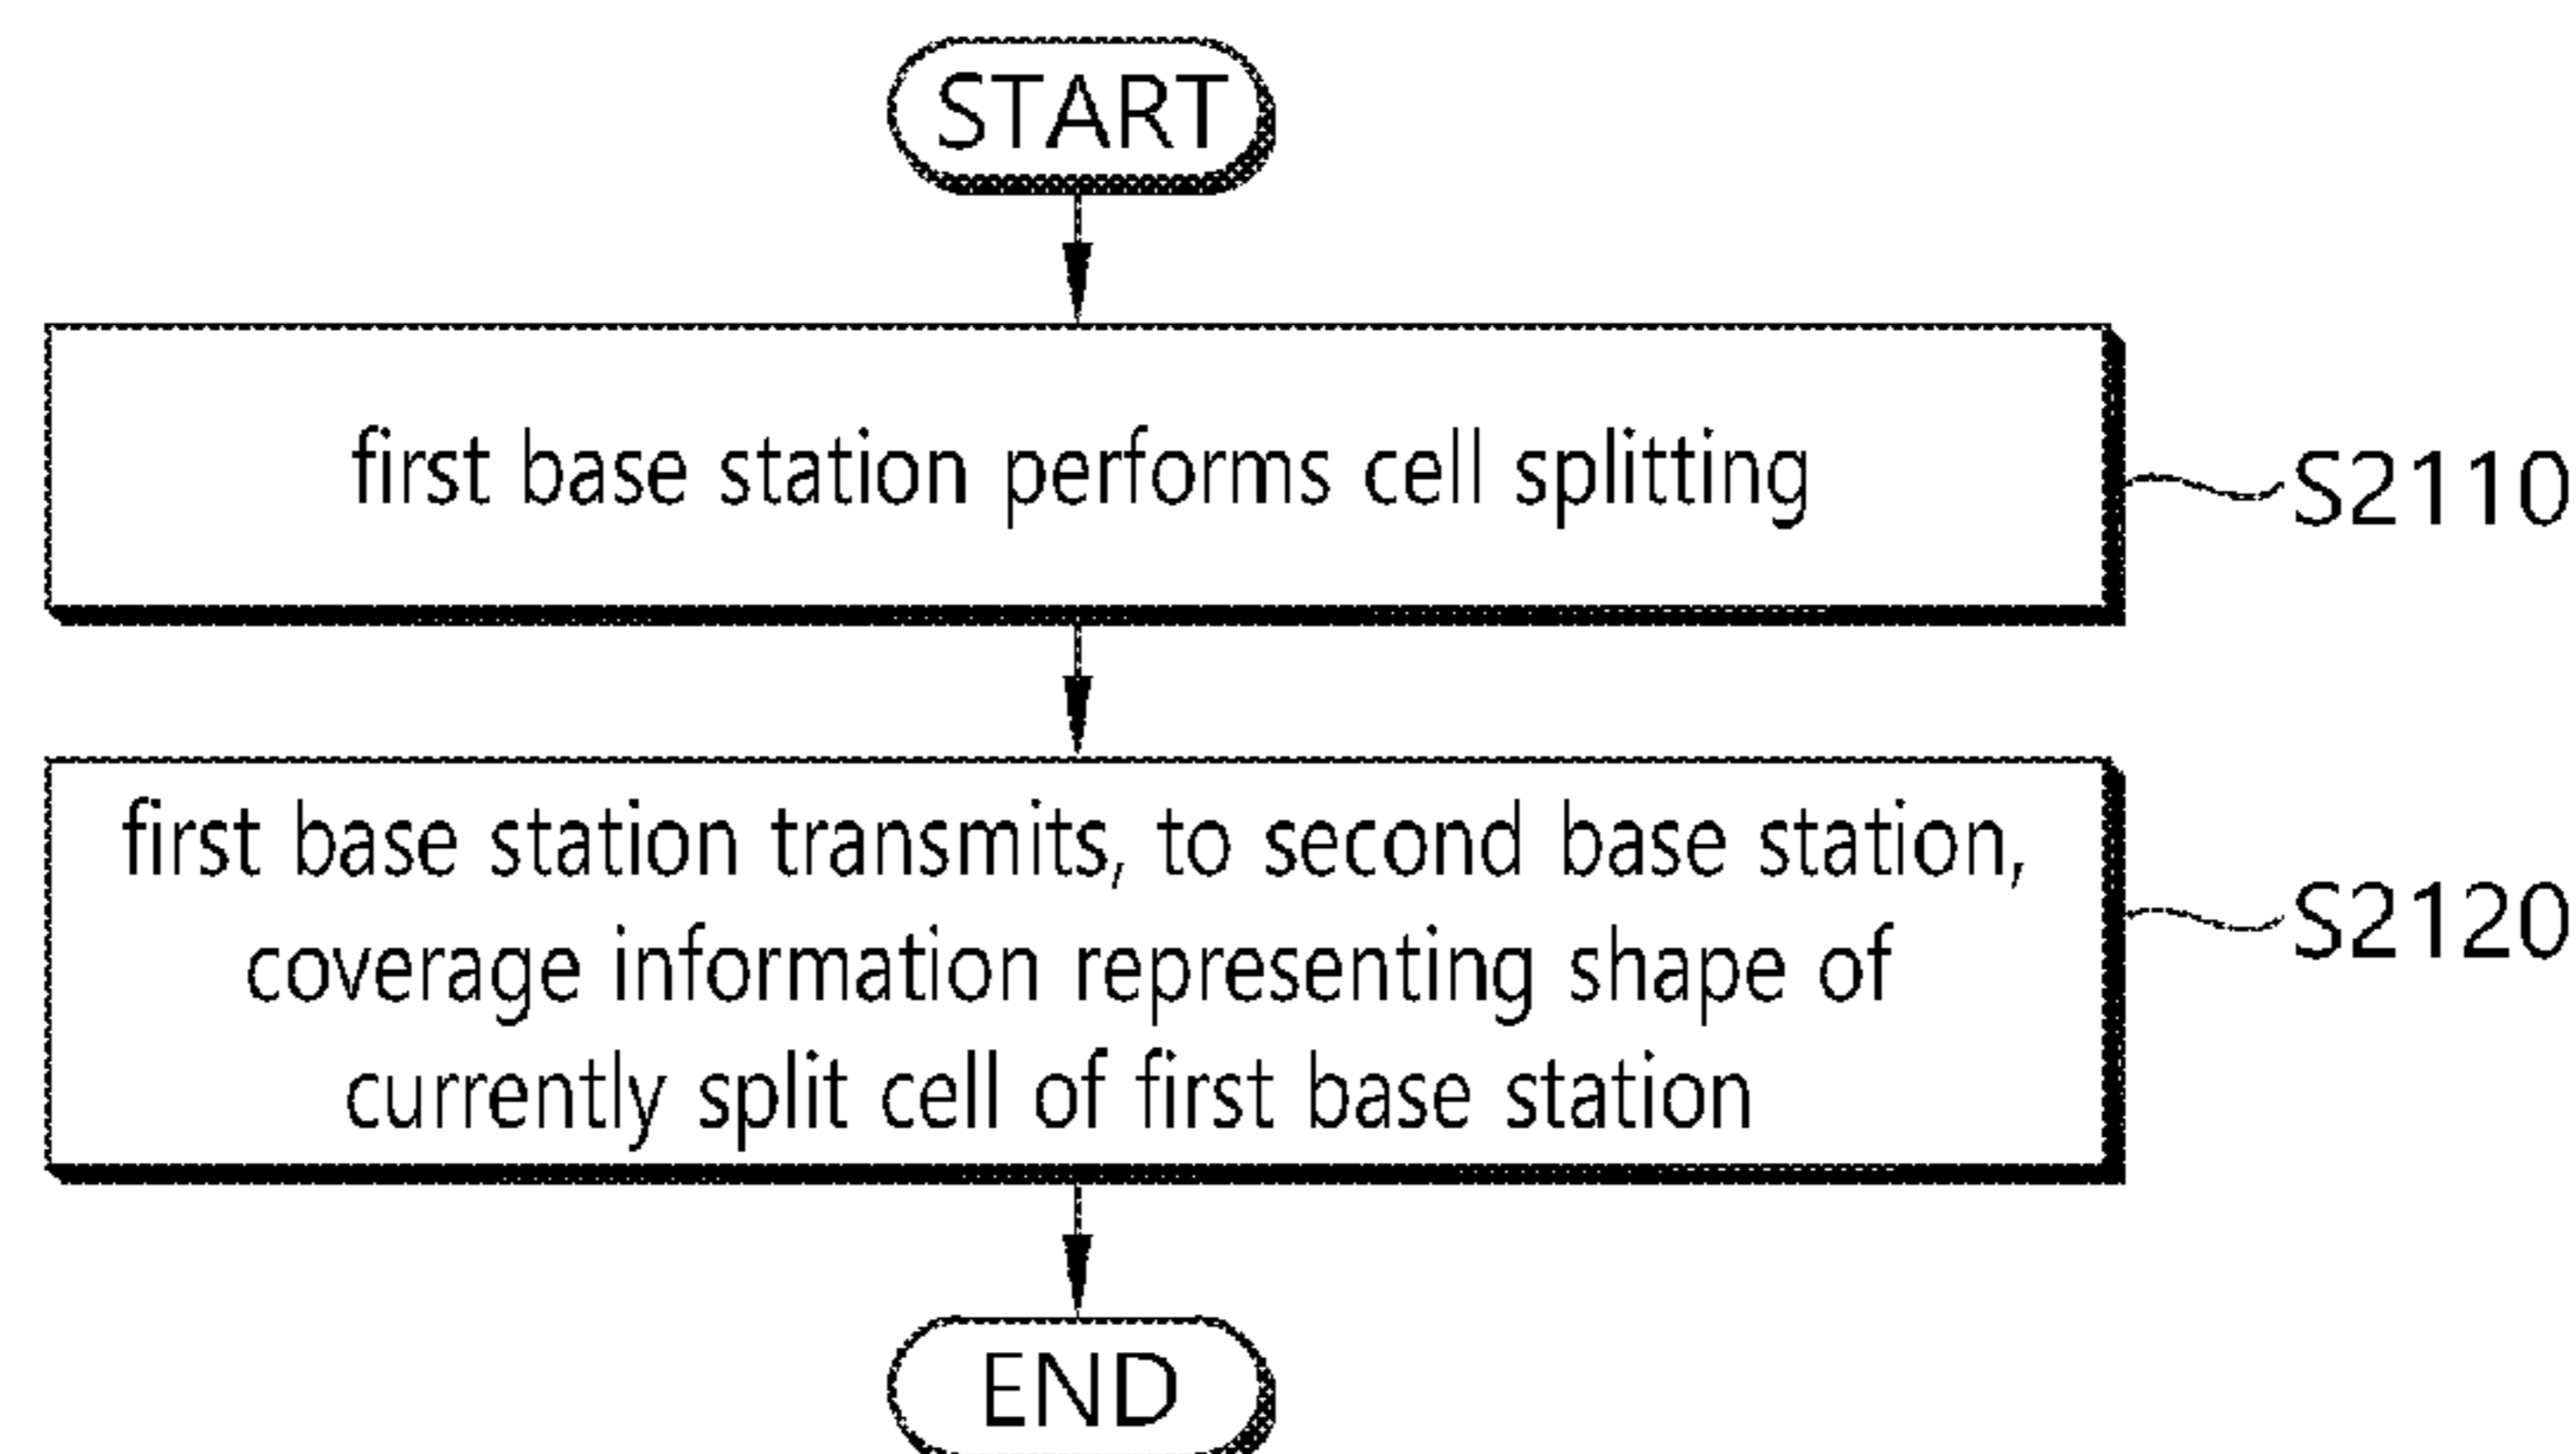 START
first base station performs cell splitting
S2110
first base station transmits, to second base station,
coverage information representing shape of
currently split cell of first base station
S2120
END